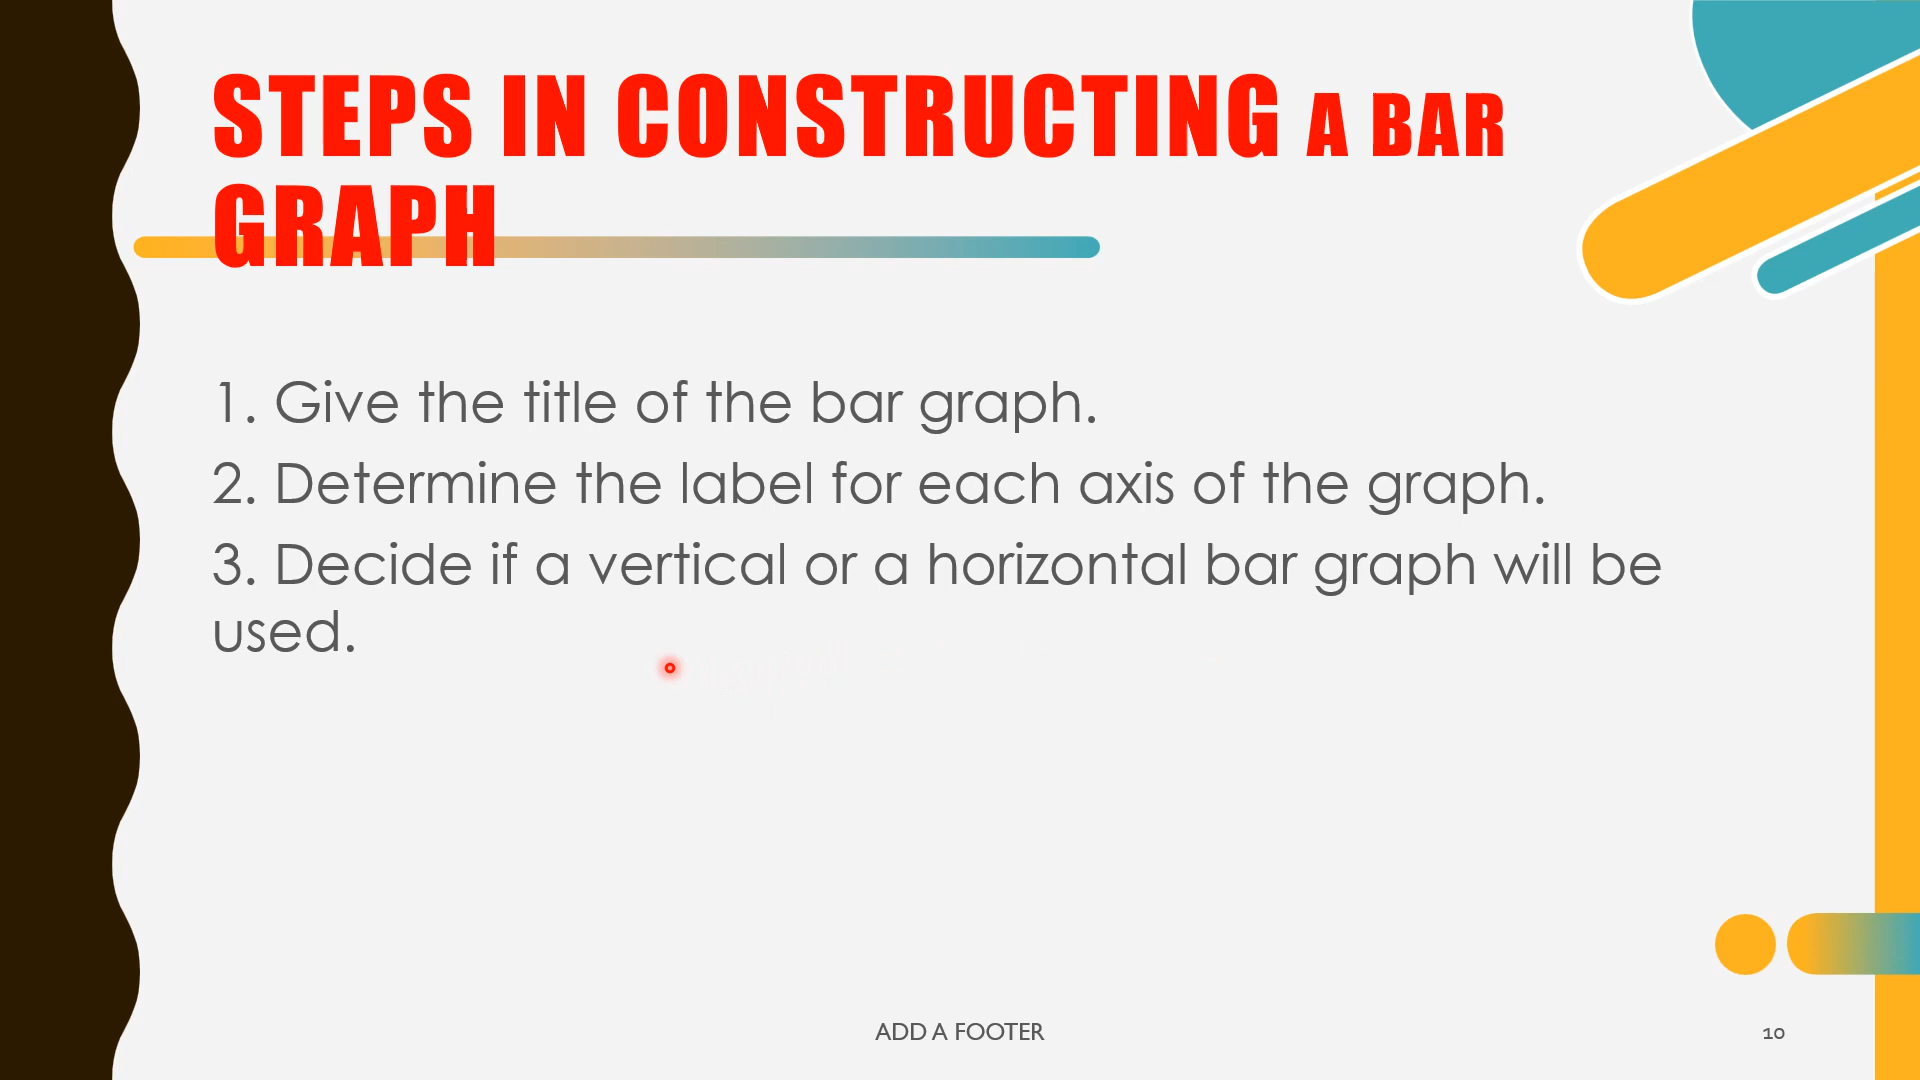 STEPS IN CONSTRUCTING A BAR
GRAPH
1. Give the title of the bar graph.
2. Determine the label for each axis of the graph.
3. Decide if a vertical or a horizontal bar graph will be
used.
ADD A FOOTER
10